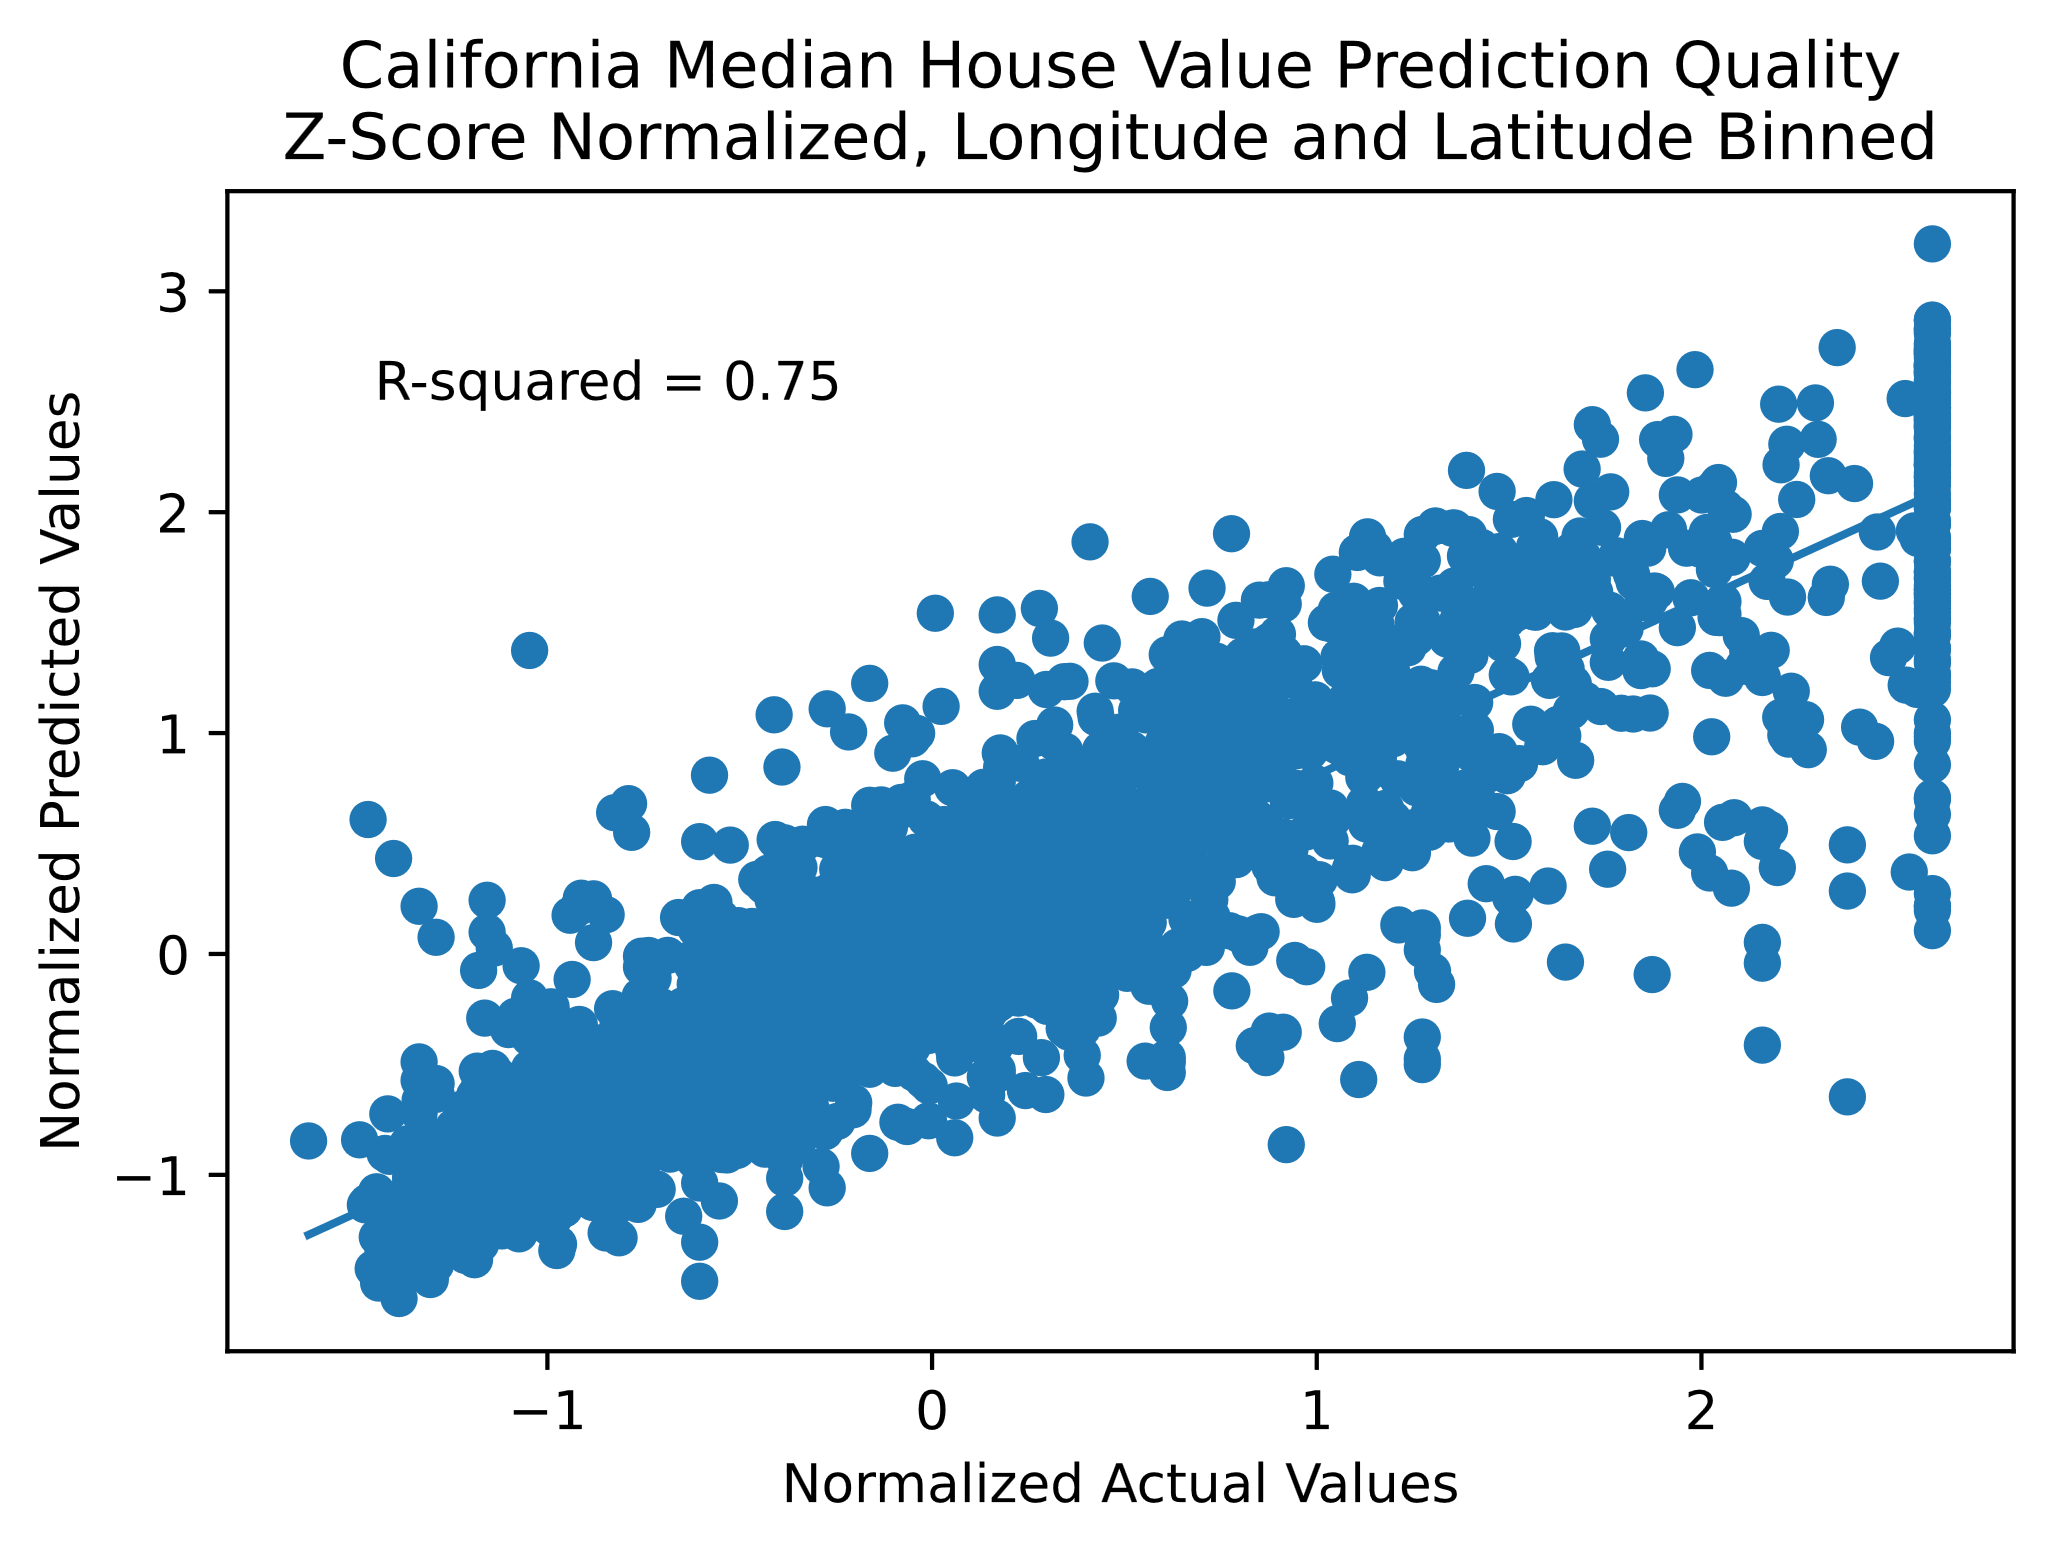 California Median House Value Prediction Quality
Z-Score Normalized, Longitude and Latitude Binned
R-squared = 0.75
Normalized Predicted Values
3
2
1
0
−1
−1 0 1 2
Normalized Actual Values